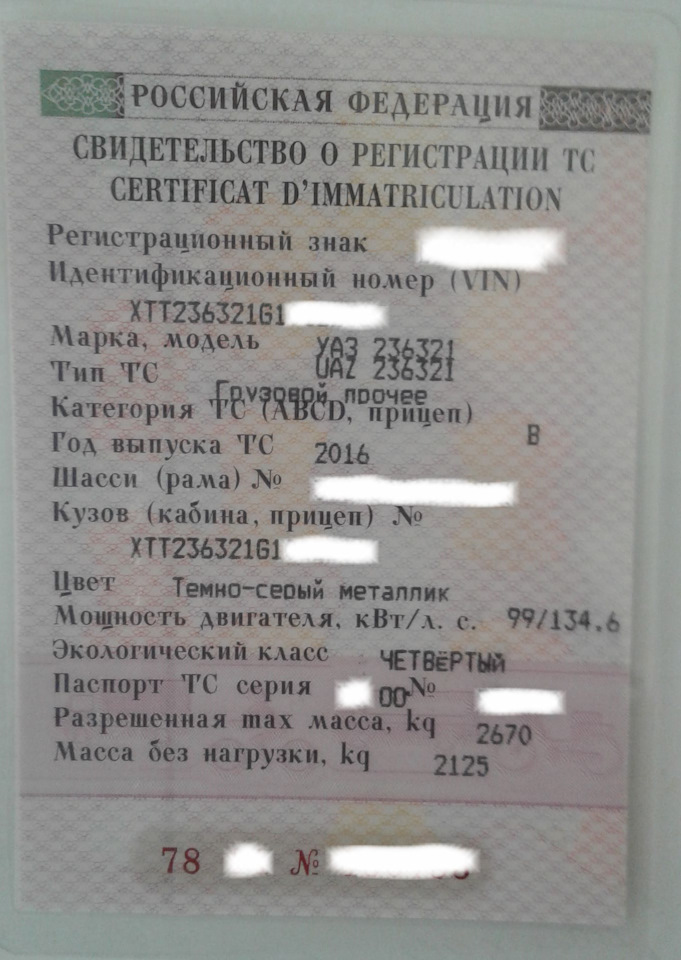 РОССИЙСКАЯ ФЕДЕРАЦИЯ
СВИДЕТЕЛЬСТВО О РЕГИСТРАЦИИ ТС
CERTIFICAT D'IMMATRICULATION
Регистрационный знак
Идентификационный номер (VIN)
XTT236321G1
Марка, модель УАЗ 236321
UAZ 236321
Тип ТС
Грузовой прочее
Категория ТС (ABCD, прицеп) B
Год выпуска ТС 2016
Шасси (рама) №
Кузов (кабина, прицеп) №
XTT236321G1
Цвет Темно-серый металлик
Мощность двигателя, кВт/л. с. 99/134.6
Экологический класс ЧЕТВЁРТЫЙ
Паспорт ТС серия 00 №
Разрешенная max масса, kg 2670
Масса без нагрузки, kg 2125
78 №